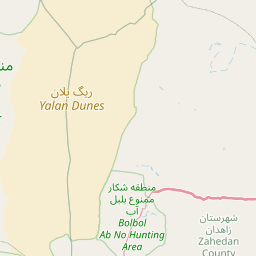 ریگ یلان
Yalan Dunes
منطقه شکار
ممنوع بلبل
آب
Bolbol
Ab No Hunting
Area
شهرستان
زاهدان
Zahedan
County